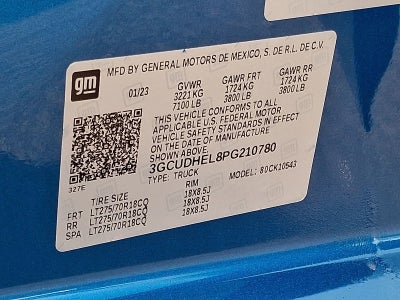 gm
MFD BY GENERAL MOTORS DE MEXICO, S. DE R.L. DE C.V.
01/23 GVWR GAWR FRT GAWR RR
3221 KG 1724 KG 1724 KG
7100 LB 3800 LB 3800 LB
THIS VEHICLE CONFORMS TO ALL
APPLICABLE U.S. FEDERAL MOTOR
VEHICLE SAFETY STANDARDS IN EFFECT
ON THE DATE OF MANUFACTURE
3GCUDHEL8PG210780
TYPE: TRUCK MODEL: 80CK10543
327E
TIRE SIZE RIM
FRT LT275/70R18CQ 18X8.5J
RR LT275/70R18CQ 18X8.5J
SPA LT275/70R18CQ 18X8.5J